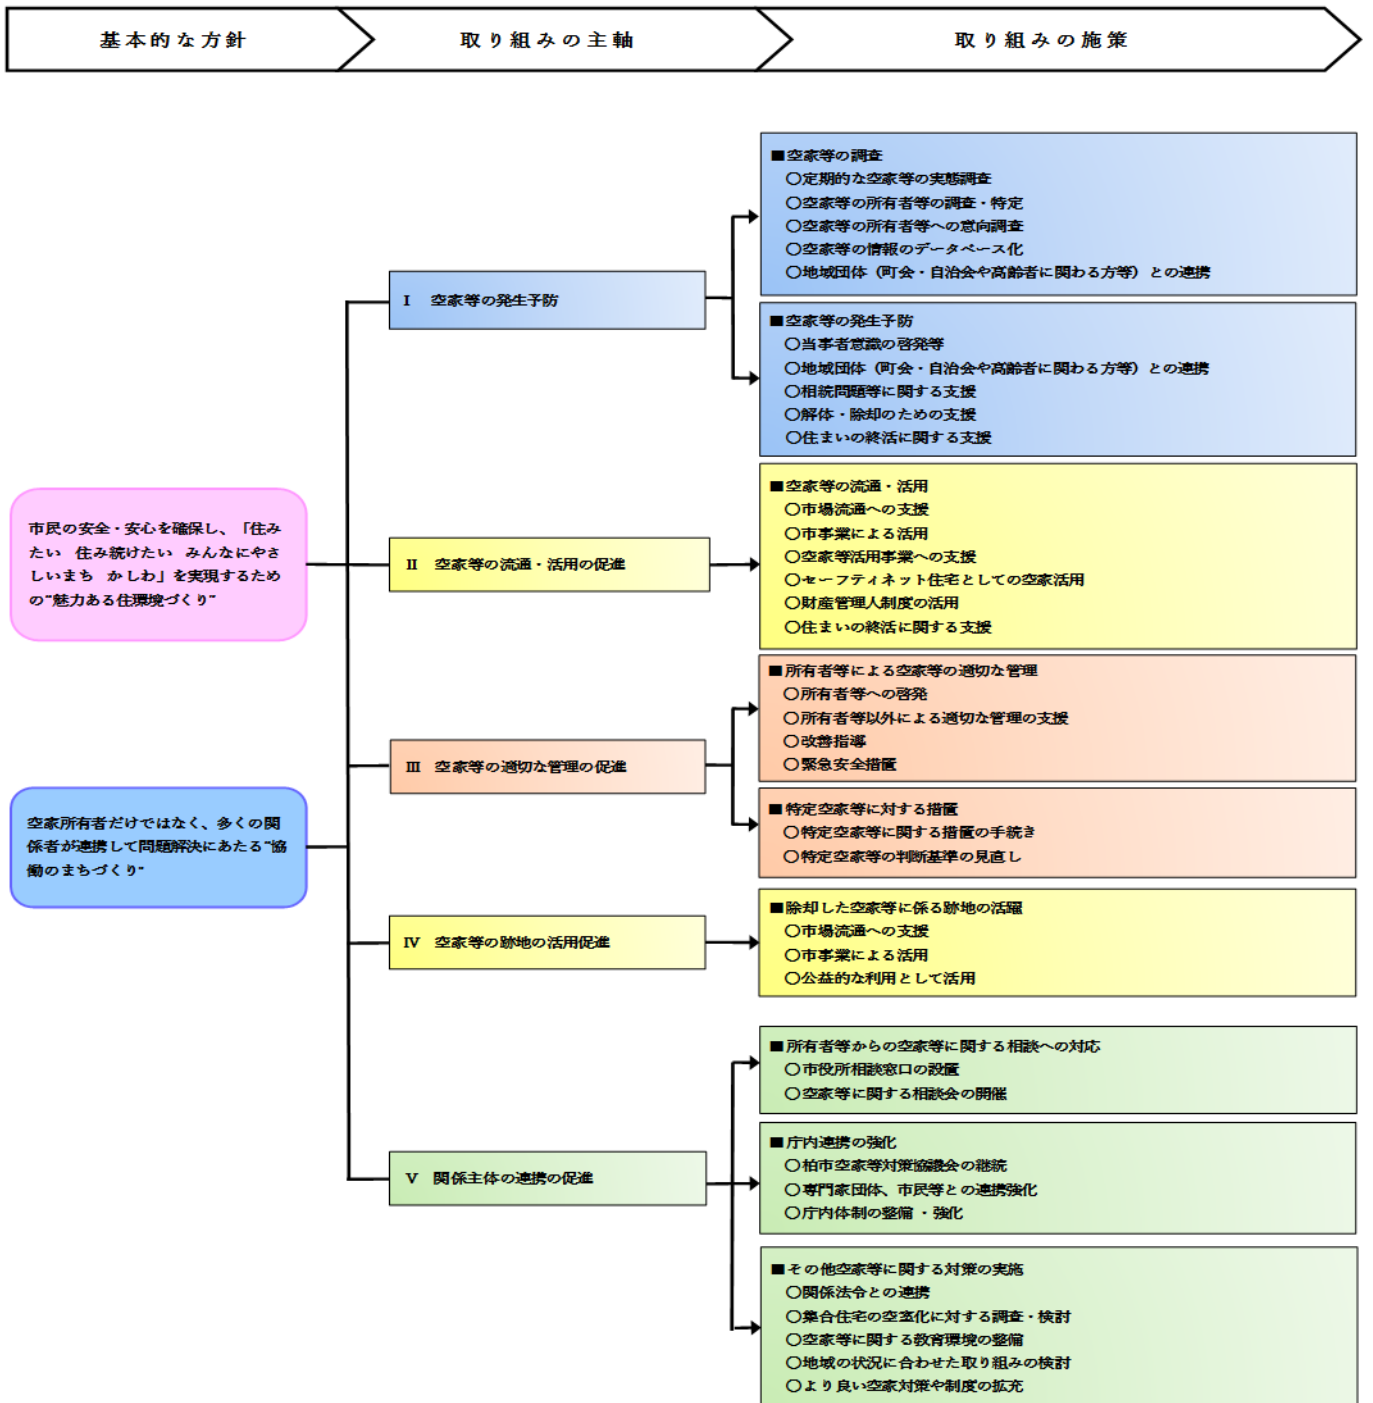 基本的な方針
取り組みの主軸
取り組みの施策
市民の安全・安心を確保し、「住み
たい　住み続けたい　みんなにやさ
しいまち　かしわ」を実現するため
の“魅力ある住環境づくり”
空家所有者だけではなく、多くの関
係者が連携して問題解決にあたる“協
働のまちづくり”
Ⅰ　空家等の発生予防
■空家等の調査
○定期的な空家等の実態調査
○空家等の所有者等の調査・特定
○空家等の所有者等への意向調査
○空家等の情報のデータベース化
○地域団体（町会・自治会や高齢者に関わる方等）との連携
■空家等の発生予防
○当事者意識の啓発等
○地域団体（町会・自治会や高齢者に関わる方等）との連携
○相続問題等に関する支援
○解体・除却のための支援
○住まいの終活に関する支援
Ⅱ　空家等の流通・活用の促進
■空家等の流通・活用
○市場流通への支援
○市事業による活用
○空家等活用事業への支援
○セーフティネット住宅としての空家活用
○財産管理人制度の活用
○住まいの終活に関する支援
Ⅲ　空家等の適切な管理の促進
■所有者等による空家等の適切な管理
○所有者等への啓発
○所有者等以外による適切な管理の支援
○改善指導
○緊急安全措置
■特定空家等に対する措置
○特定空家等に関する措置の手続き
○特定空家等の判断基準の見直し
Ⅳ　空家等の跡地の活用促進
■除却した空家等に係る跡地の活躍
○市場流通への支援
○市事業による活用
○公益的な利用として活用
Ⅴ　関係主体の連携の促進
■所有者等からの空家等に関する相談への対応
○市役所相談窓口の設置
○空家等に関する相談会の開催
■庁内連携の強化
○柏市空家等対策協議会の継続
○専門家団体、市民等との連携強化
○庁内体制の整備・強化
■その他空家等に関する対策の実施
○関係法令との連携
○集合住宅の空室化に対する調査・検討
○空家等に関する教育環境の整備
○地域の状況に合わせた取り組みの検討
○より良い空家対策や制度の拡充